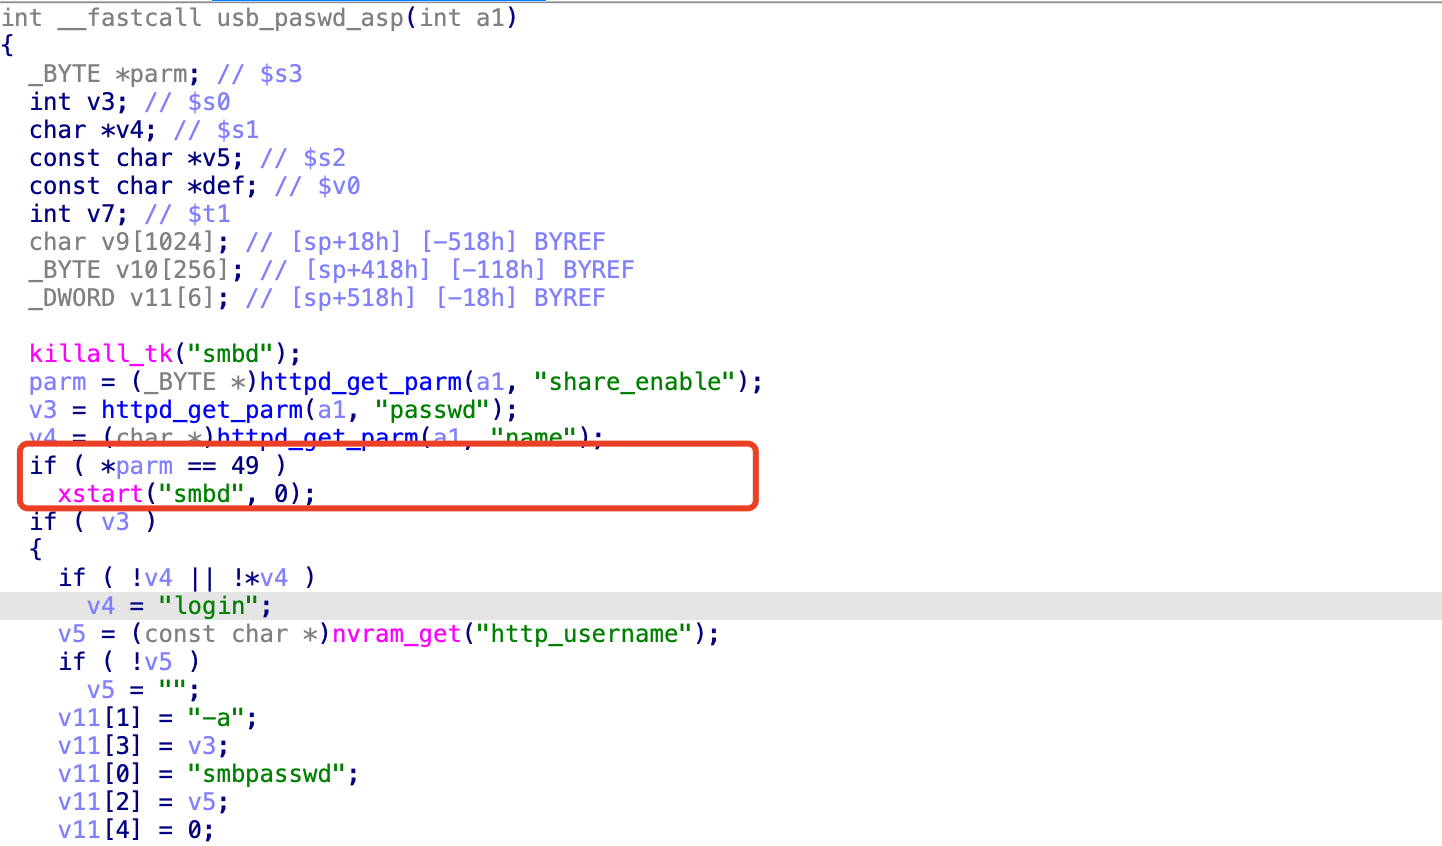 int __fastcall usb_paswd_asp(int a1)
{
  _BYTE *parm; // $s3
  int v3; // $s0
  char *v4; // $s1
  const char *v5; // $s2
  const char *def; // $v0
  int v7; // $t1
  char v9[1024]; // [sp+18h] [-518h] BYREF
  _BYTE v10[256]; // [sp+418h] [-118h] BYREF
  _DWORD v11[6]; // [sp+518h] [-18h] BYREF

  killall_tk("smbd");
  parm = (_BYTE *)httpd_get_parm(a1, "share_enable");
  v3 = httpd_get_parm(a1, "passwd");
  v4 = (char *)httpd_get_parm(a1, "name");
  if ( *parm == 49 )
    xstart("smbd", 0);
  if ( v3 )
  {
    if ( !v4 || !*v4 )
      v4 = "login";
    v5 = (const char *)nvram_get("http_username");
    if ( !v5 )
      v5 = "";
    v11[1] = "-a";
    v11[3] = v3;
    v11[0] = "smbpasswd";
    v11[2] = v5;
    v11[4] = 0;